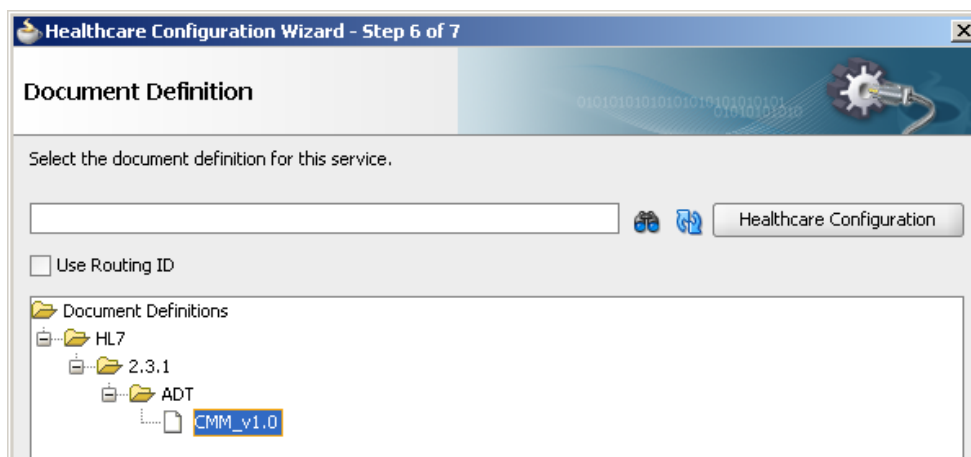 Healthcare Configuration Wizard - Step 6 of 7
Document Definition
Select the document definition for this service.
Healthcare Configuration
Use Routing ID
Document Definitions
HL7
2.3.1
ADT
CMM_v1.0